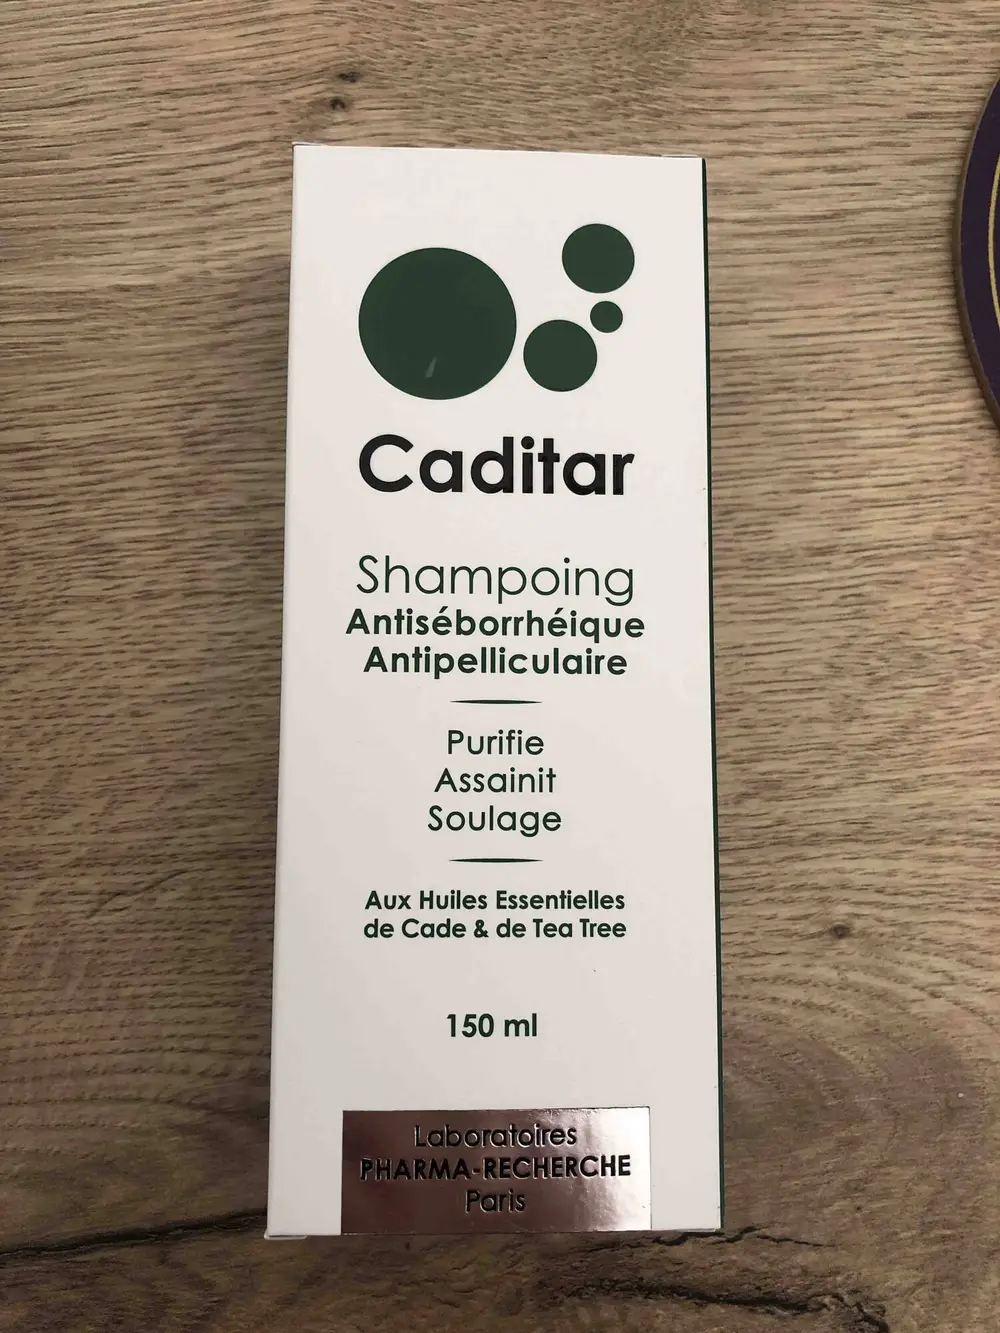 Caditar
Shampoing
Antiséborrhéique
Antipelliculaire
Purifie
Assainit
Soulage
Aux Huiles Essentielles
de Cade & de Tea Tree
150 ml
Laboratoires
PHARMA-RECHERCHE
Paris